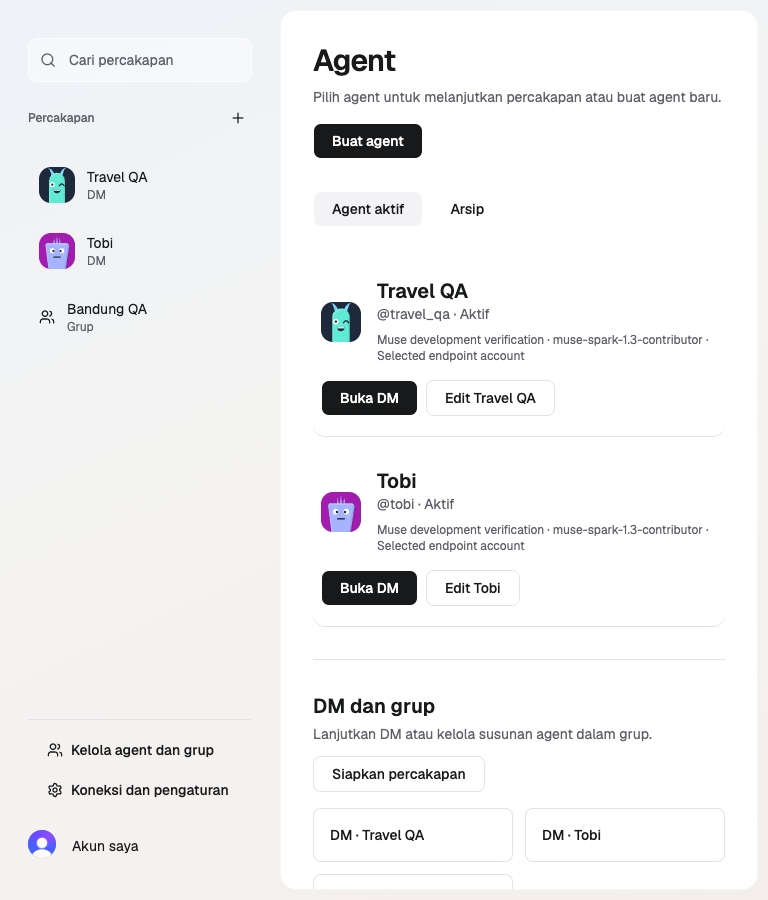 Cari percakapan
Percakapan
Travel QA
DM
Tobi
DM
Bandung QA
Grup
Kelola agent dan grup
Koneksi dan pengaturan
Akun saya
Agent
Pilih agent untuk melanjutkan percakapan atau buat agent baru.
Buat agent
Agent aktif
Arsip
Travel QA
@travel_qa · Aktif
Muse development verification · muse-spark-1.3-contributor ·
Selected endpoint account
Buka DM
Edit Travel QA
Tobi
@tobi · Aktif
Muse development verification · muse-spark-1.3-contributor ·
Selected endpoint account
Buka DM
Edit Tobi
DM dan grup
Lanjutkan DM atau kelola susunan agent dalam grup.
Siapkan percakapan
DM · Travel QA
DM · Tobi